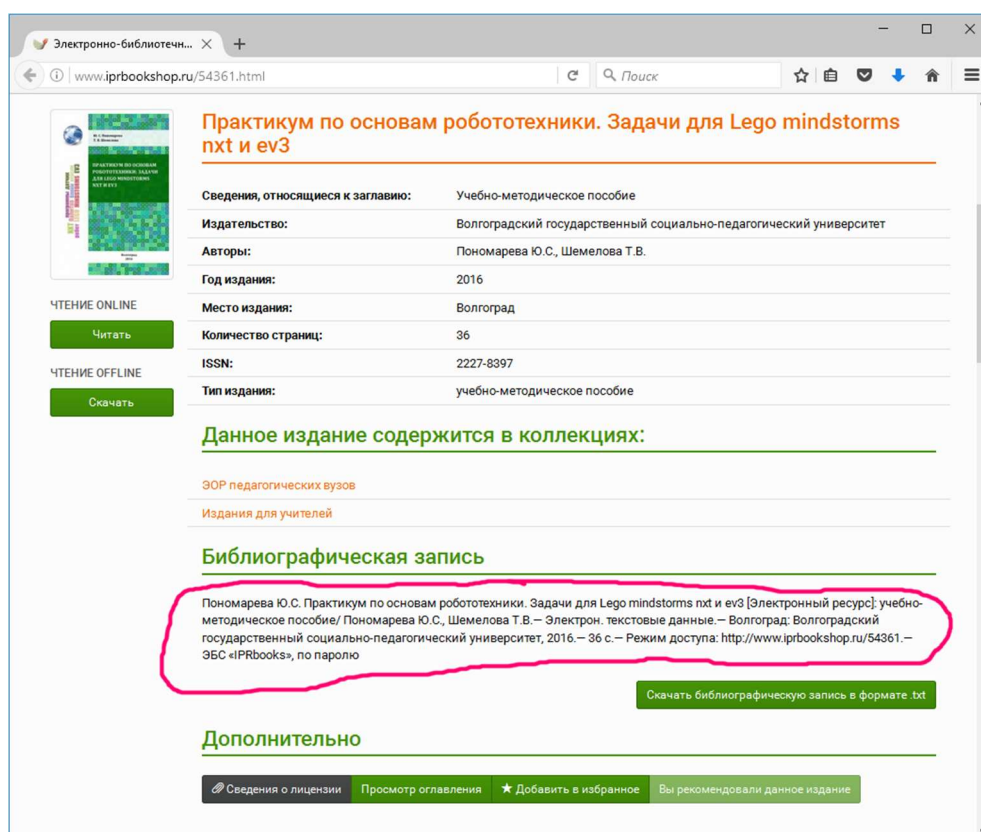 Электронно-библиотечн...
www.iprbookshop.ru/54361.html
Поиск
Практикум по основам робототехники. Задачи для Lego mindstorms
nxt и ev3
Сведения, относящиеся к заглавию: Учебно-методическое пособие
Издательство: Волгоградский государственный социально-педагогический университет
Авторы: Пономарева Ю.С., Шемелова Т.В.
Год издания: 2016
ЧТЕНИЕ ONLINE
Место издания: Волгоград
Читать
Количество страниц: 36
ISSN: 2227-8397
ЧТЕНИЕ OFFLINE
Тип издания: учебно-методическое пособие
Скачать
Данное издание содержится в коллекциях:
ЭОР педагогических вузов
Издания для учителей
Библиографическая запись
Пономарева Ю.С. Практикум по основам робототехники. Задачи для Lego mindstorms nxt и ev3 [Электронный ресурс]: учебно-
методическое пособие/ Пономарева Ю.С., Шемелова Т.В.— Электрон. текстовые данные.— Волгоград: Волгоградский
государственный социально-педагогический университет, 2016.— 36 c.— Режим доступа: http://www.iprbookshop.ru/54361.—
ЭБС «IPRbooks», по паролю
Скачать библиографическую запись в формате .txt
Дополнительно
Сведения о лицензии Просмотр оглавления ★ Добавить в избранное Вы рекомендовали данное издание